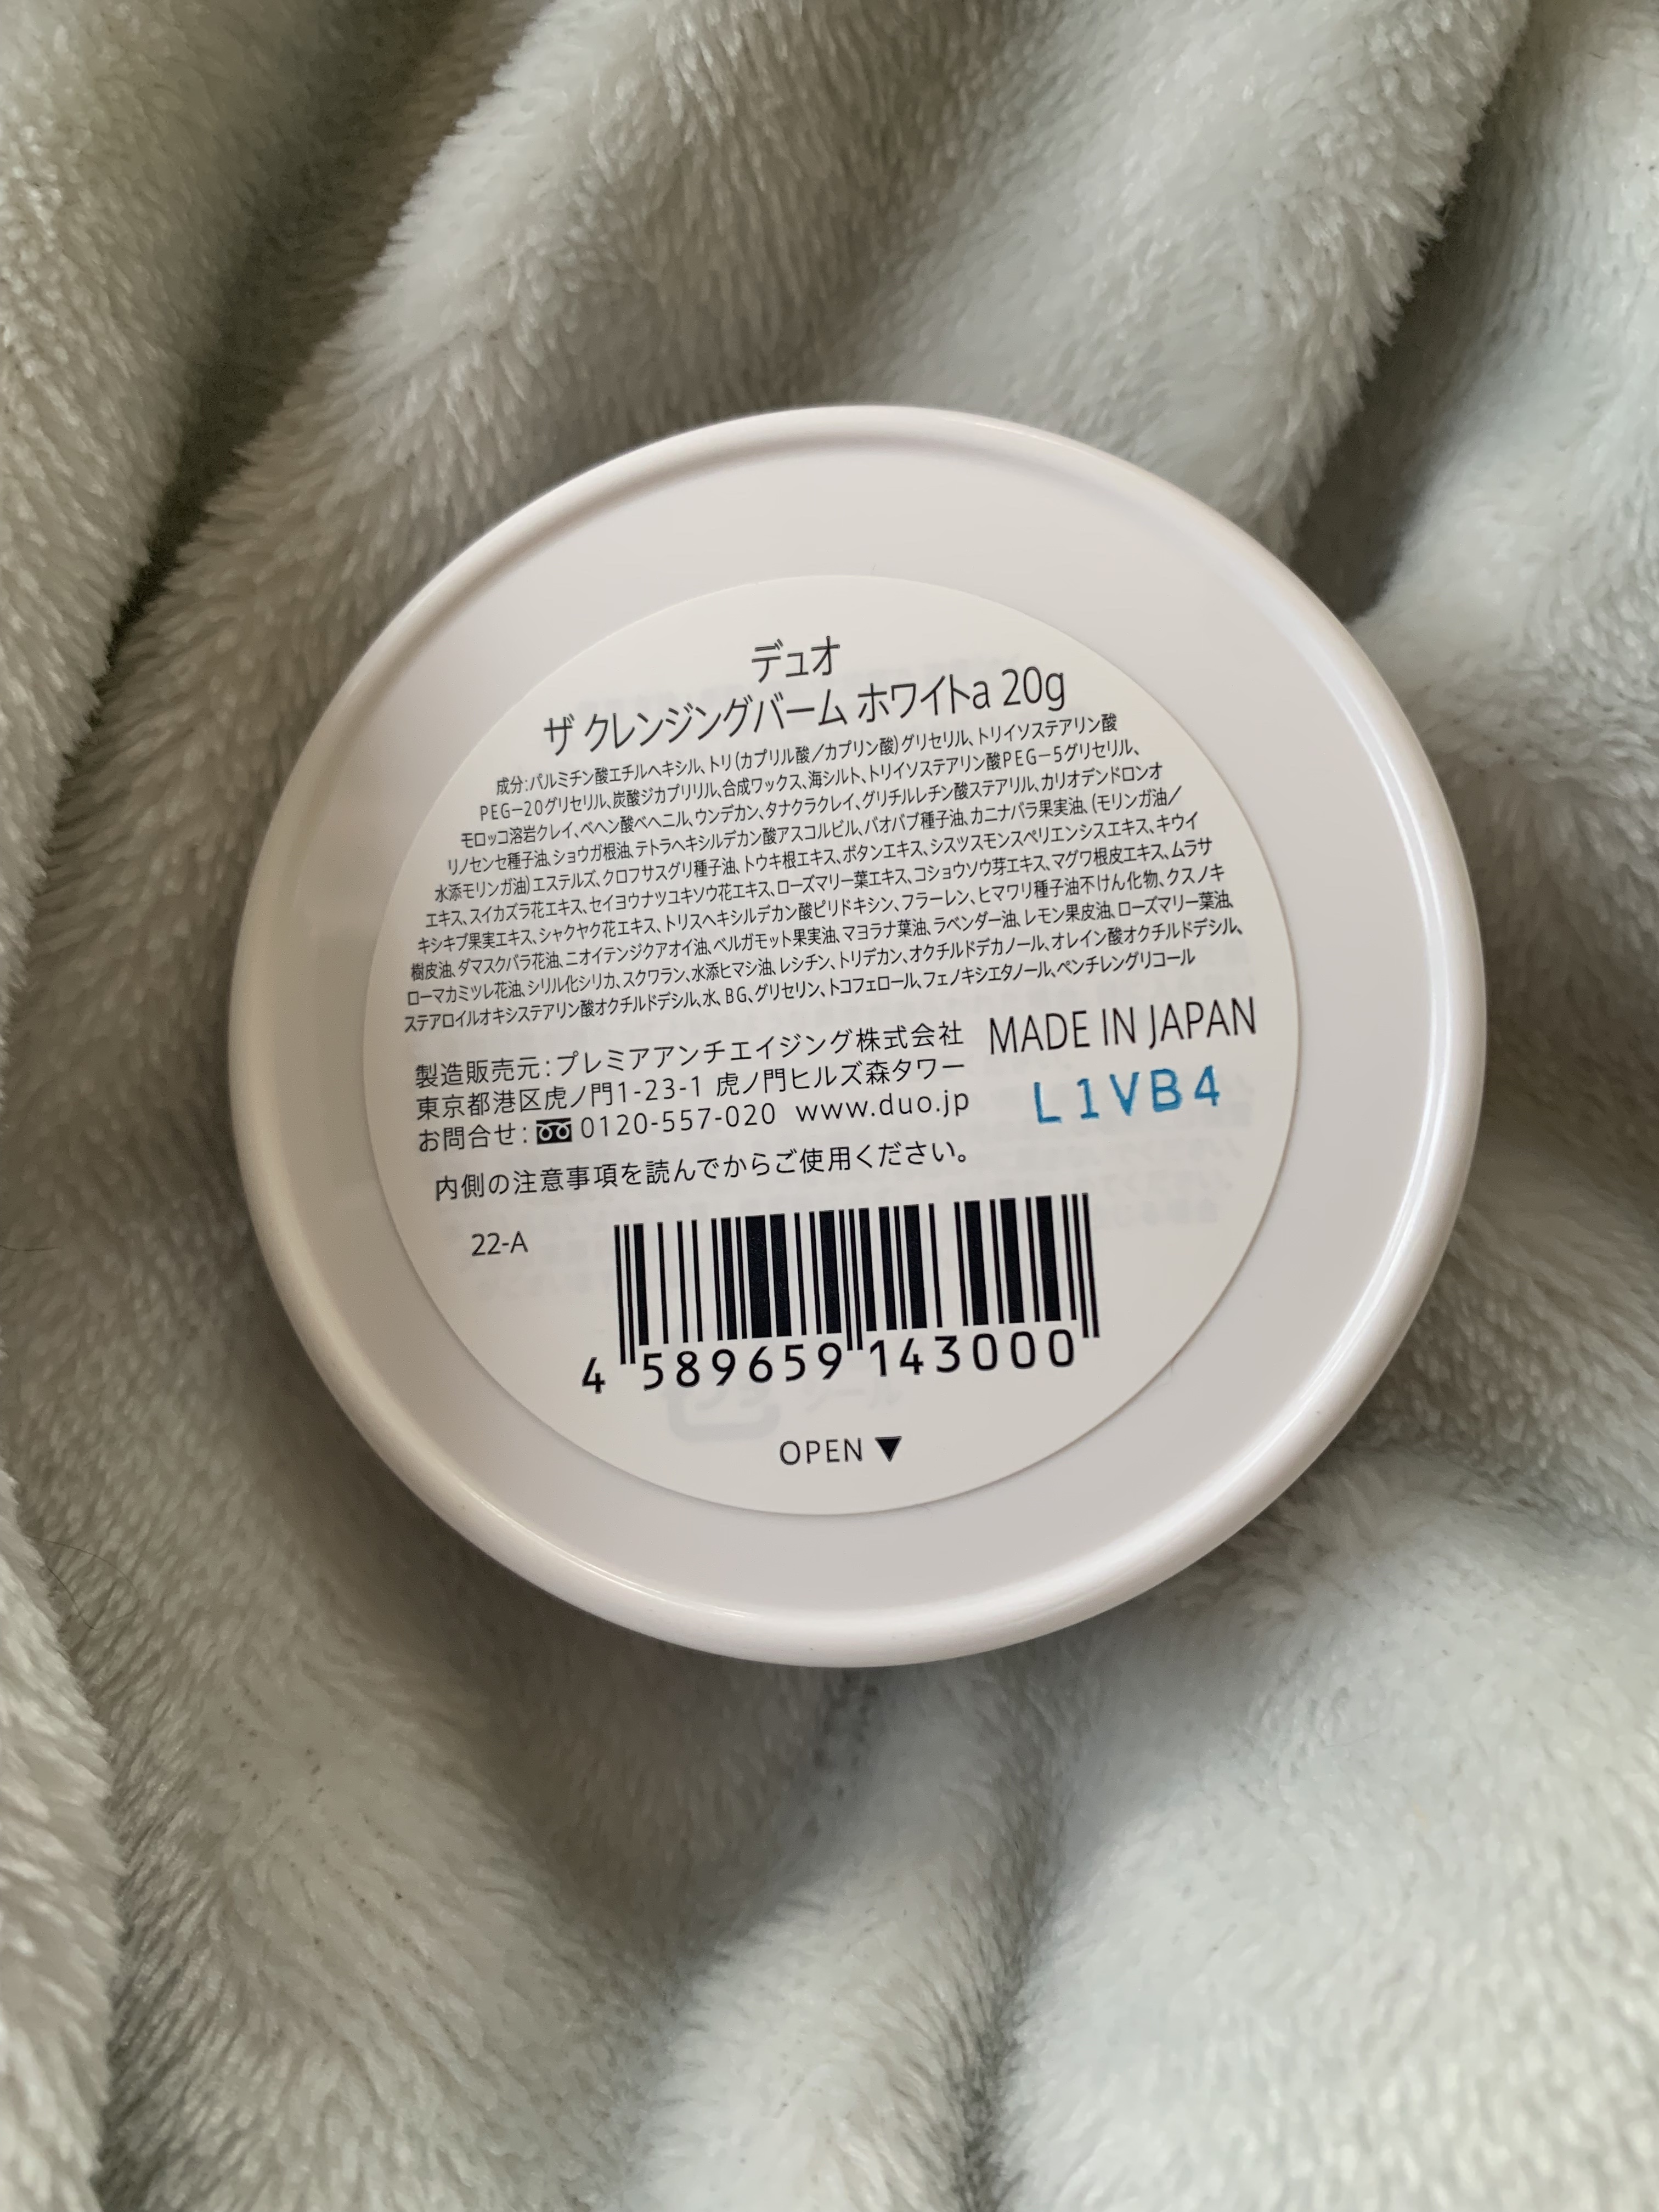 デュオ
ザ クレンジングバーム ホワイトa 20g
成分:パルミチン酸エチルヘキシル、トリ(カプリル酸/カプリン酸)グリセリル、トリイソステアリン酸
PEG−20グリセリル、炭酸ジカプリリル、合成ワックス、海シルト、トリイソステアリン酸PEG−5グリセリル、
モロッコ溶岩クレイ、ベヘン酸ベヘニル、ウンデカン、タナクラクレイ、グリチルレチン酸ステアリル、カリオデンドロンオ
リノセンセ種子油、ショウガ根油、テトラヘキシルデカン酸アスコルビル、バオバブ種子油、カニナバラ果実油、(モリンガ油/
水添モリンガ油)エステルズ、クロフサスグリ種子油、トウキ根エキス、ボタンエキス、シスツスモンスペリエンシスエキス、キウイ
エキス、スイカズラ花エキス、セイヨウナツユキソウ花エキス、ローズマリー葉エキス、コショウソウ芽エキス、マグワ根皮エキス、ムラサ
キシキブ果実エキス、シャクヤク花エキス、トリスヘキシルデカン酸ピリドキシン、フラーレン、ヒマワリ種子油不けん化物、クスノキ
樹皮油、ダマスクバラ花油、ニオイテンジクアオイ油、ベルガモット果実油、マヨラナ葉油、ラベンダー油、レモン果皮油、ローズマリー葉油、
ローマカミツレ花油、シリル化シリカ、スクワラン、水添ヒマシ油、レシチン、トリデカン、オクチルドデカノール、オレイン酸オクチルドデシル、
ステアロイルオキシステアリン酸オクチルドデシル、水、BG、グリセリン、トコフェロール、フェノキシエタノール、ペンチレングリコール
製造販売元:プレミアアンチエイジング株式会社
東京都港区虎ノ門1-23-1 虎ノ門ヒルズ森タワー
お問合せ: 0120-557-020 www.duo.jp
MADE IN JAPAN
L1VB4
内側の注意事項を読んでからご使用ください。
22-A
4 589659 143000
OPEN ▼